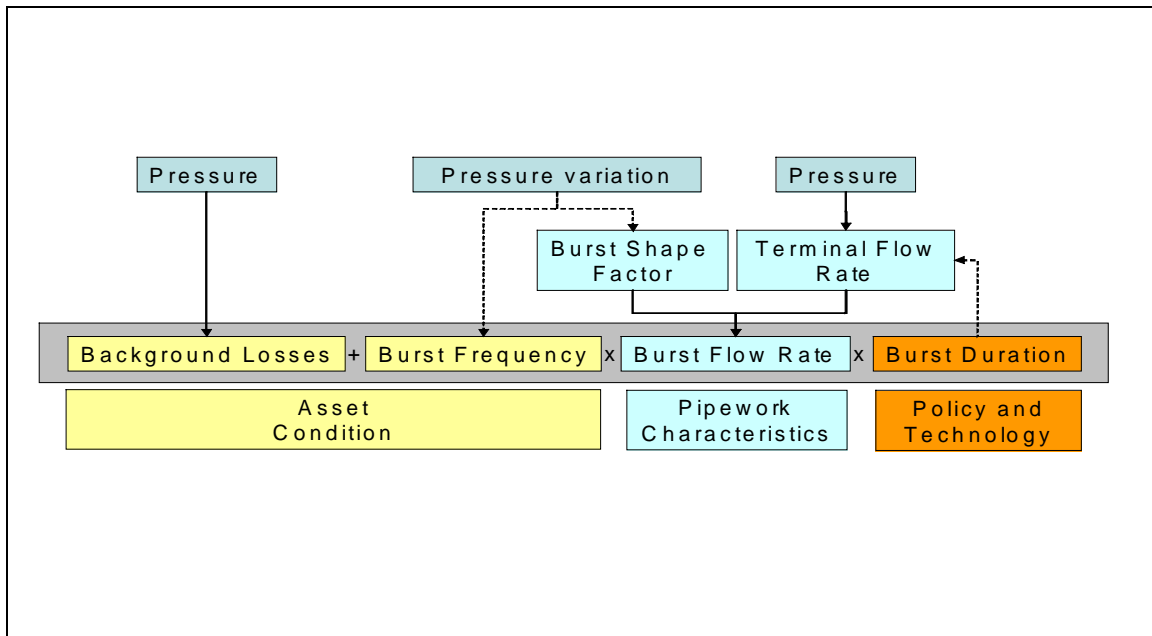 Pressure
Pressure variation
Pressure
Burst Shape
Factor
Terminal Flow
Rate
Background Losses + Burst Frequency x Burst Flow Rate x Burst Duration
Asset
Condition
Pipework
Characteristics
Policy and
Technology